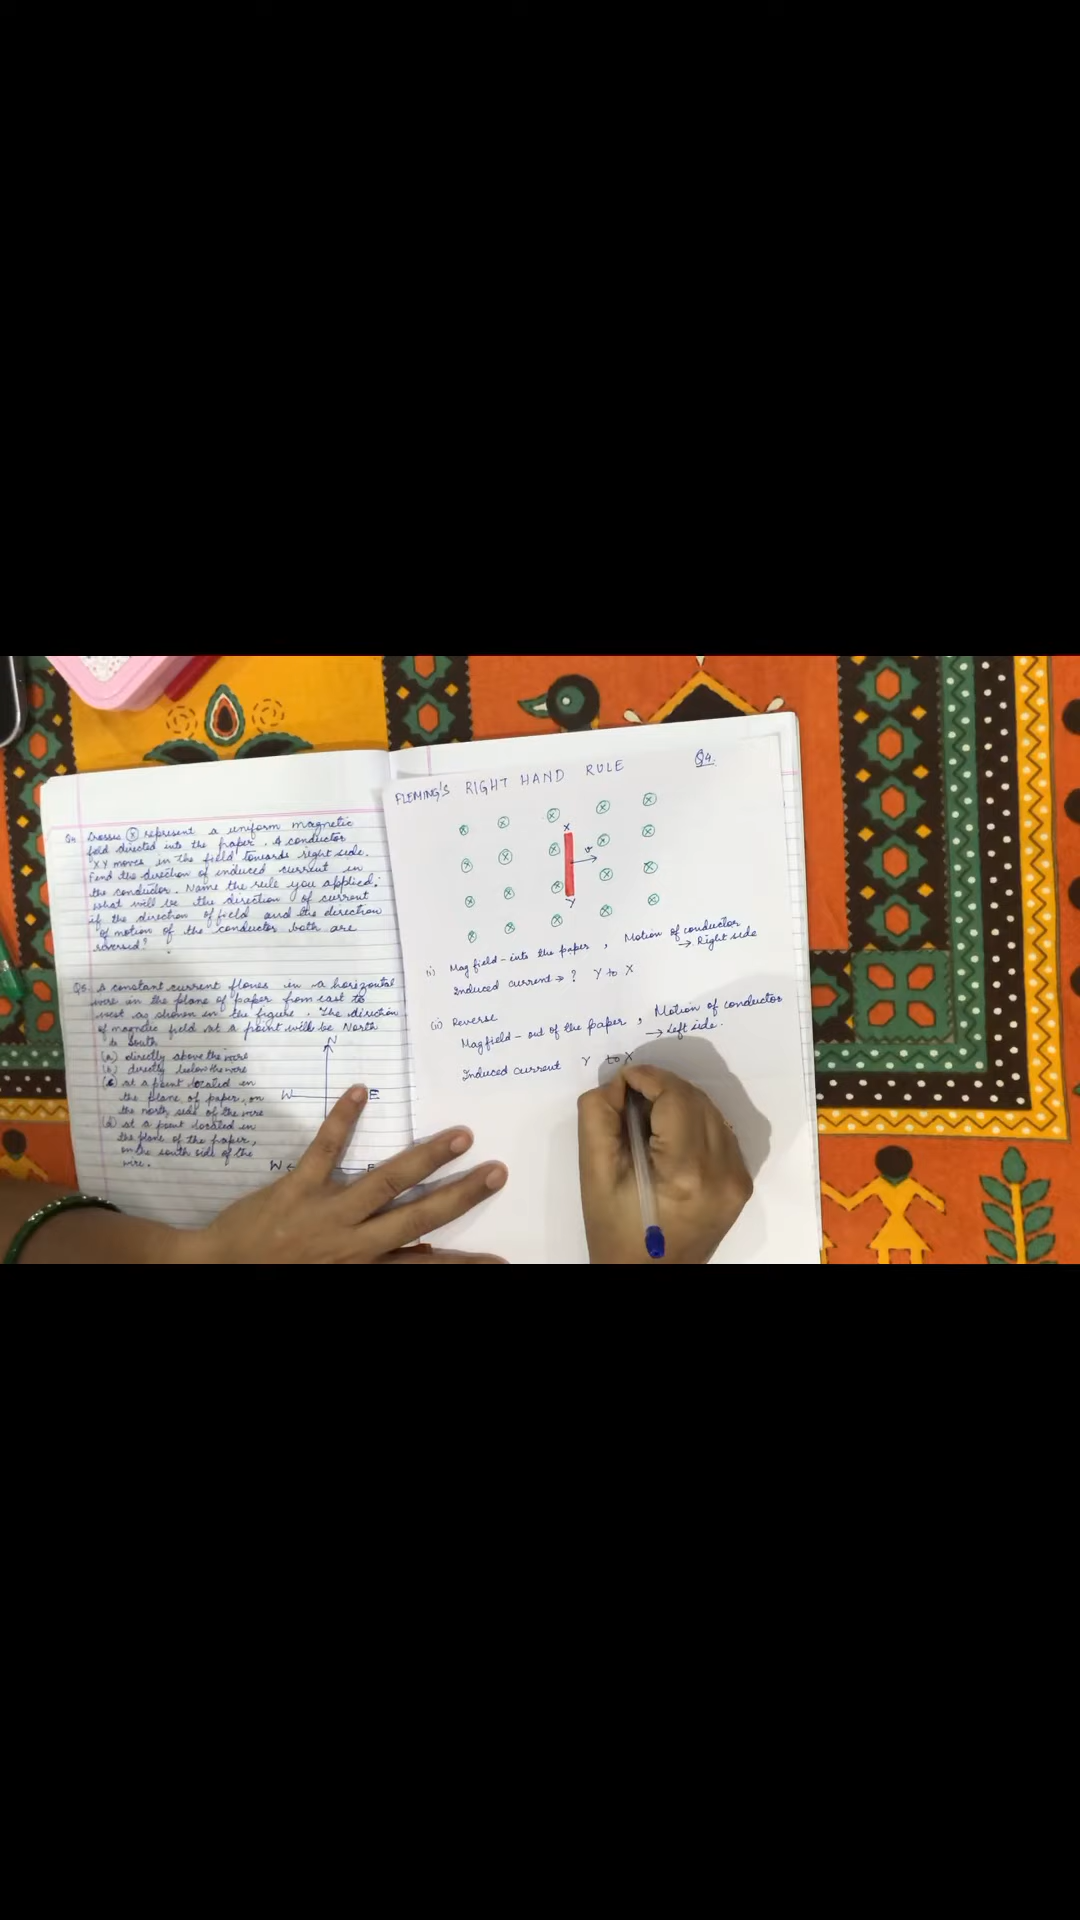 Q4 Crosses ⓧ represent a uniform magnetic
field directed into the paper. A conductor
XY moves in the field towards right side.
Find the direction of induced current in
the conductor. Name the rule you applied.
What will be the direction of current
if the direction of field and the direction
of motion of the conductor both are
reversed?
Q5. A constant current flows in a horizontal
wire in the plane of paper from east to
west as shown in the figure. The direction
of magnetic field at a point will be North
to South
(a) directly above the wire
(b) directly below the wire
(c) at a point located in
the plane of paper, on
the north side of the wire
(d) at a point located in
the plane of the paper,
on the south side of the
wire.
N
W E
W E
FLEMING'S RIGHT HAND RULE
Q4.
ⓧ ⓧ ⓧ ⓧ ⓧ
X
ⓧ ⓧ ⓧ ⓧ ⓧ
v
ⓧ ⓧ ⓧ ⓧ ⓧ
Y
ⓧ ⓧ ⓧ ⓧ ⓧ
(i) Mag field - into the paper, Motion of conductor
→ Right side
Induced current → ? Y to X
(ii) Reverse
Mag field - out of the paper, Motion of conductor
→ Left side.
Induced current Y to X